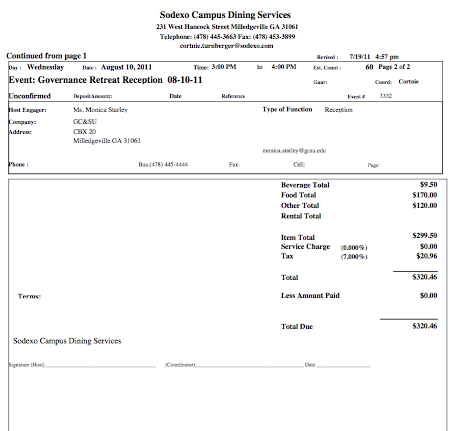 Sodexo Campus Dining Services
231 West Hancock Street Milledgeville GA 31061
Telephone: (478) 445-3663 Fax: (478) 453-3899
cortnie.turnberger@sodexo.com
Continued from page 1 Revised : 7/19/11 4:57 pm
Day : Wednesday Date : August 10, 2011 Time: 3:00 PM to 4:00 PM Est. Count : 60 Page 2 of 2
Event: Governance Retreat Reception 08-10-11 Guar: Coord: Cortnie
Unconfirmed DepositAmount: Date Reference Event # 3332
Host Engager: Ms. Monica Starley Type of Function Reception
Company: GC&SU
Address: CBX 20
Milledgeville GA 31061
monica.starley@gcsu.edu
Phone : Bus.(478) 445-4444 Fax: Cell: Page:
Beverage Total $9.50
Food Total $170.00
Other Total $120.00
Rental Total
Item Total $299.50
Service Charge (0.000%) $0.00
Tax (7.000%) $20.96
Total $320.46
Terms: Less Amount Paid $0.00
Total Due $320.46
Sodexo Campus Dining Services
Signature (Host) (Coordinator) Date